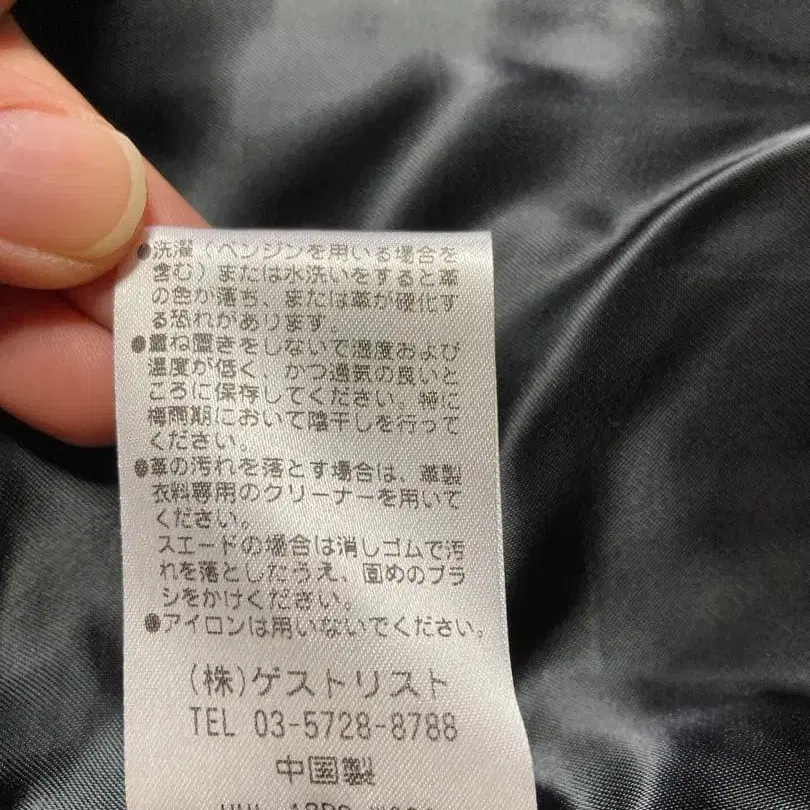 ●洗濯（ベンジンを用いる場合を
含む）または水洗いをすると革
の色が落ち、または革が硬化す
る恐れがあります。
●重ね置きをしないで湿度および
温度が低く、かつ通気の良いと
ころに保存してください。特に
梅雨期において陰干しを行って
ください。
●革の汚れを落とす場合は、革製
衣料専用のクリーナーを用いて
ください。
スエードの場合は消しゴムで汚
れを落としたうえ、固めのブラ
シをかけください。
●アイロンは用いないでください。
(株)ゲストリスト
TEL 03-5728-8788
中国製